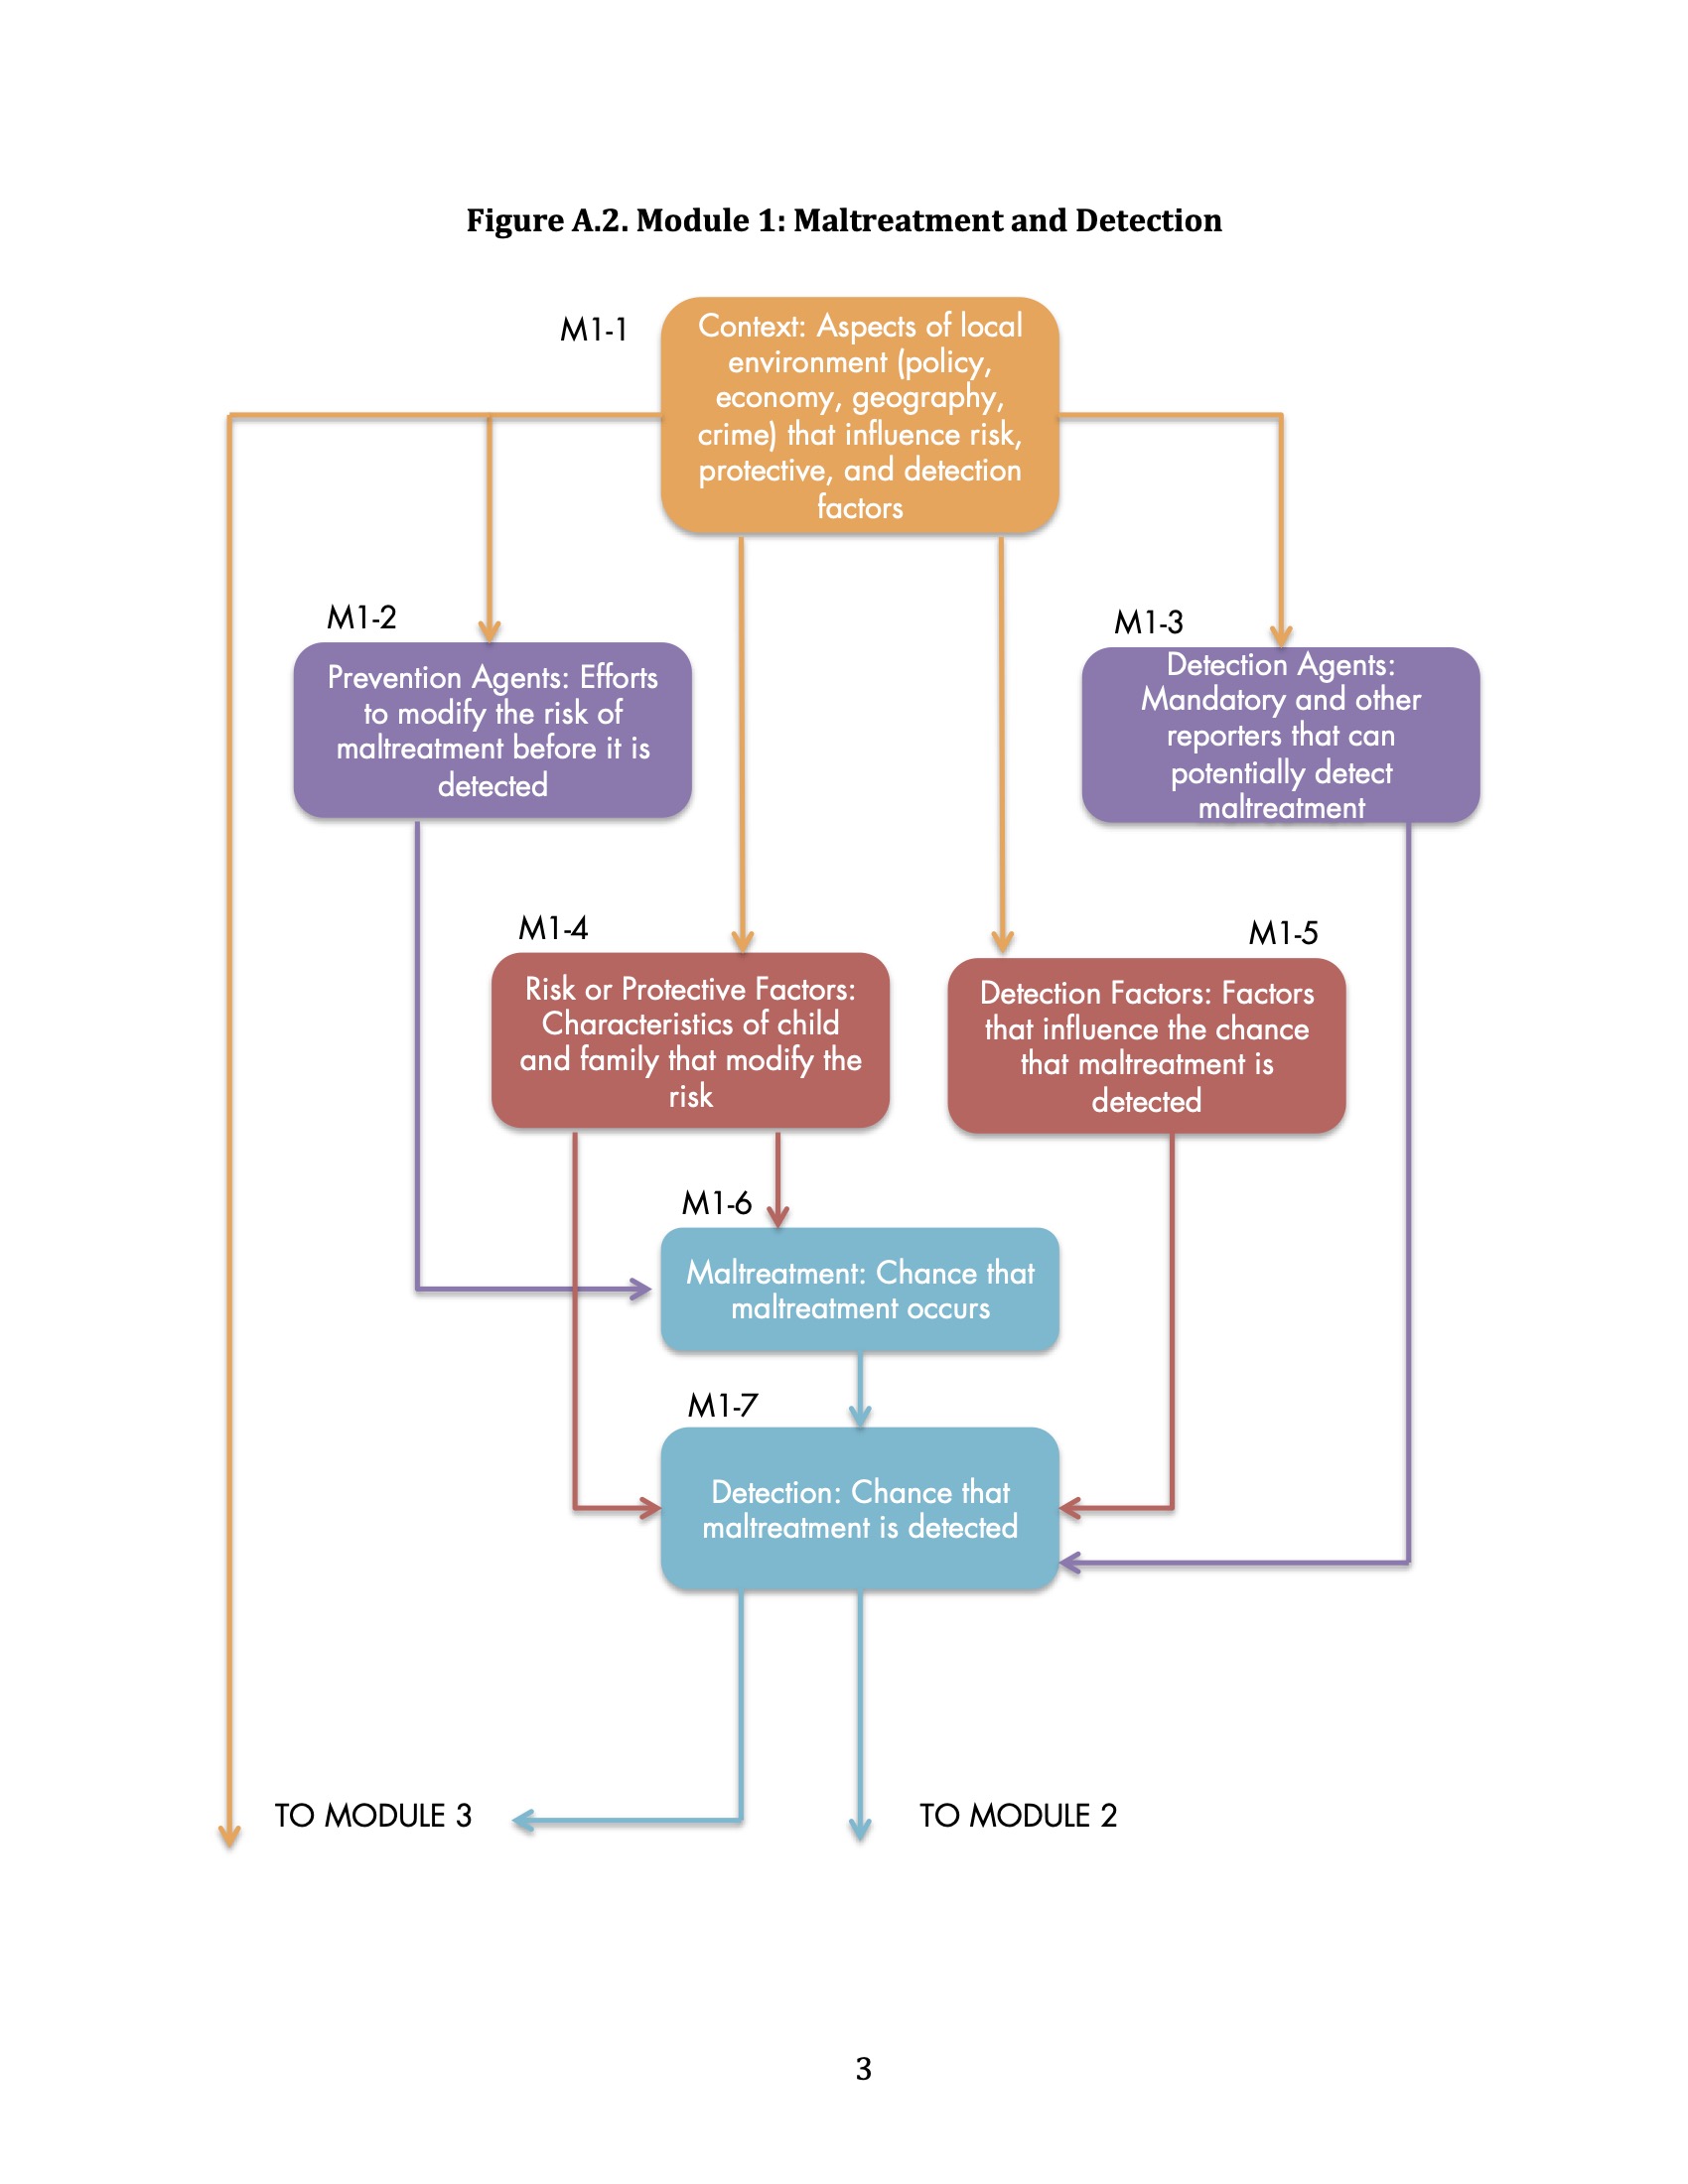 Figure A.2. Module 1: Maltreatment and Detection
M1-1
Context: Aspects of local
environment (policy,
economy, geography,
crime) that influence risk,
protective, and detection
factors
M1-2
Prevention Agents: Efforts
to modify the risk of
maltreatment before it is
detected
M1-3
Detection Agents:
Mandatory and other
reporters that can
potentially detect
maltreatment
M1-4
Risk or Protective Factors:
Characteristics of child
and family that modify the
risk
M1-5
Detection Factors: Factors
that influence the chance
that maltreatment is
detected
M1-6
Maltreatment: Chance that
maltreatment occurs
M1-7
Detection: Chance that
maltreatment is detected
TO MODULE 3
TO MODULE 2
3